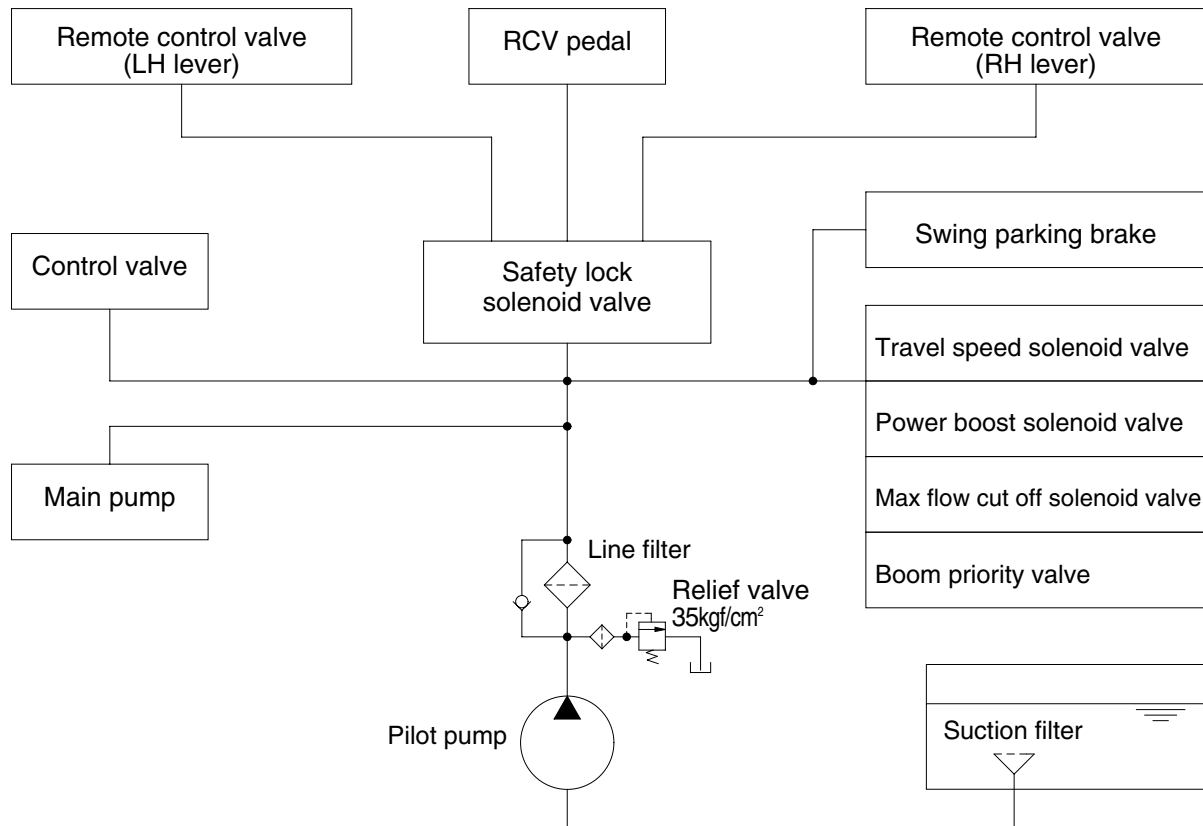 Remote control valve
(LH lever)
RCV pedal
Remote control valve
(RH lever)
Swing parking brake
Control valve
Safety lock
solenoid valve
Travel speed solenoid valve
Power boost solenoid valve
Main pump
Max flow cut off solenoid valve
Line filter
Boom priority valve
Relief valve
35kgf/cm²
Pilot pump
Suction filter